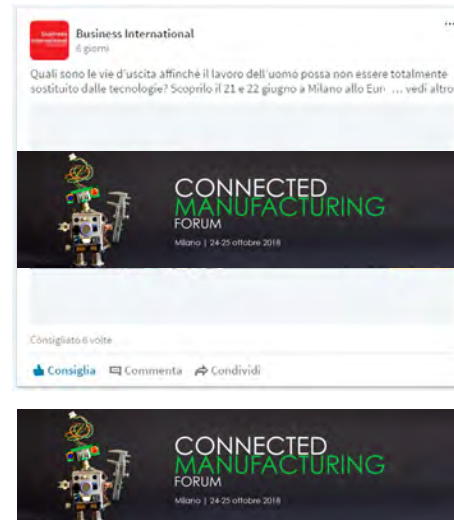 business
international
Business International
6 giorni
Quali sono le vie d'uscita affinché il lavoro dell'uomo possa non essere totalmente
sostituito dalle tecnologie? Scoprilo il 21 e 22 giugno a Milano allo Eur ... vedi altro
CONNECTED
MANUFACTURING
FORUM
Milano | 24-25 ottobre 2018
Consigliato 6 volte
Consiglia Commenta Condividi
CONNECTED
MANUFACTURING
FORUM
Milano | 24-25 ottobre 2018